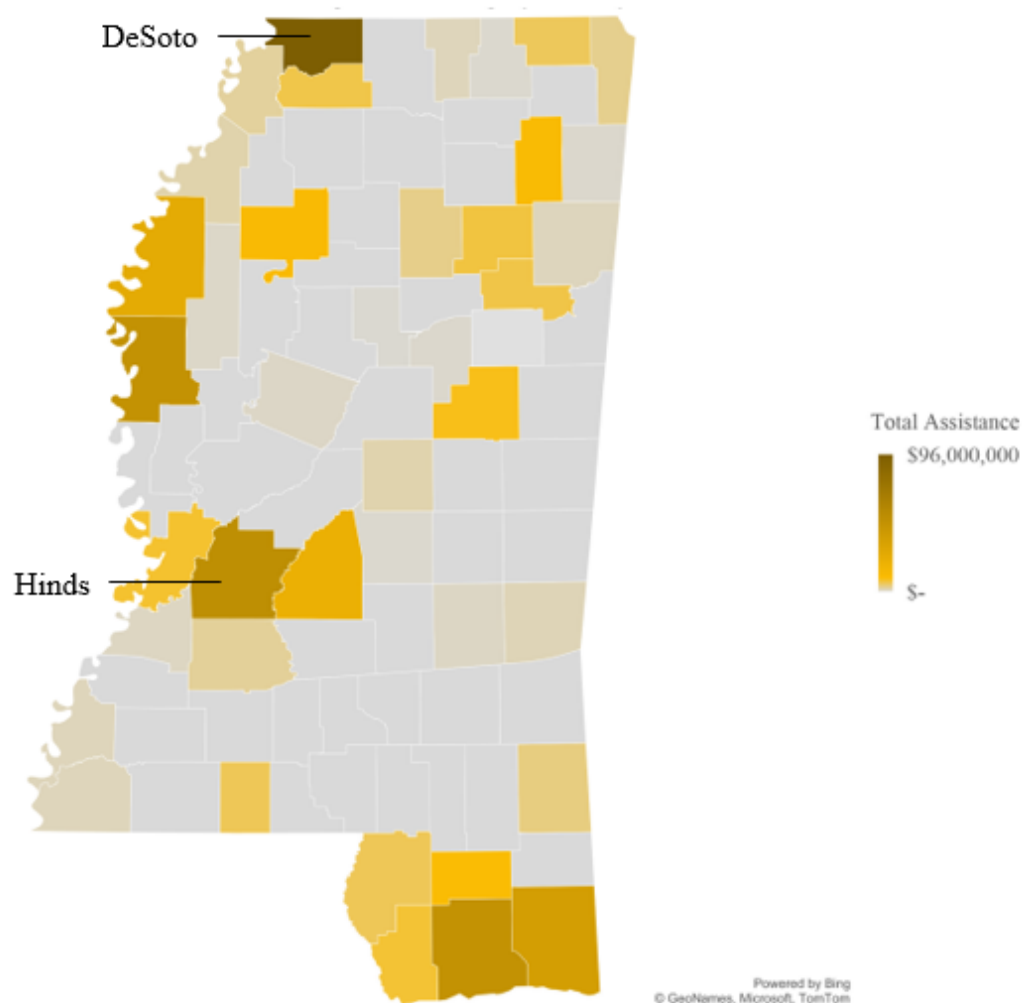 DeSoto
Hinds
Total Assistance
$96,000,000
$-
Powered by Bing
© GeoNames, Microsoft, TomTom